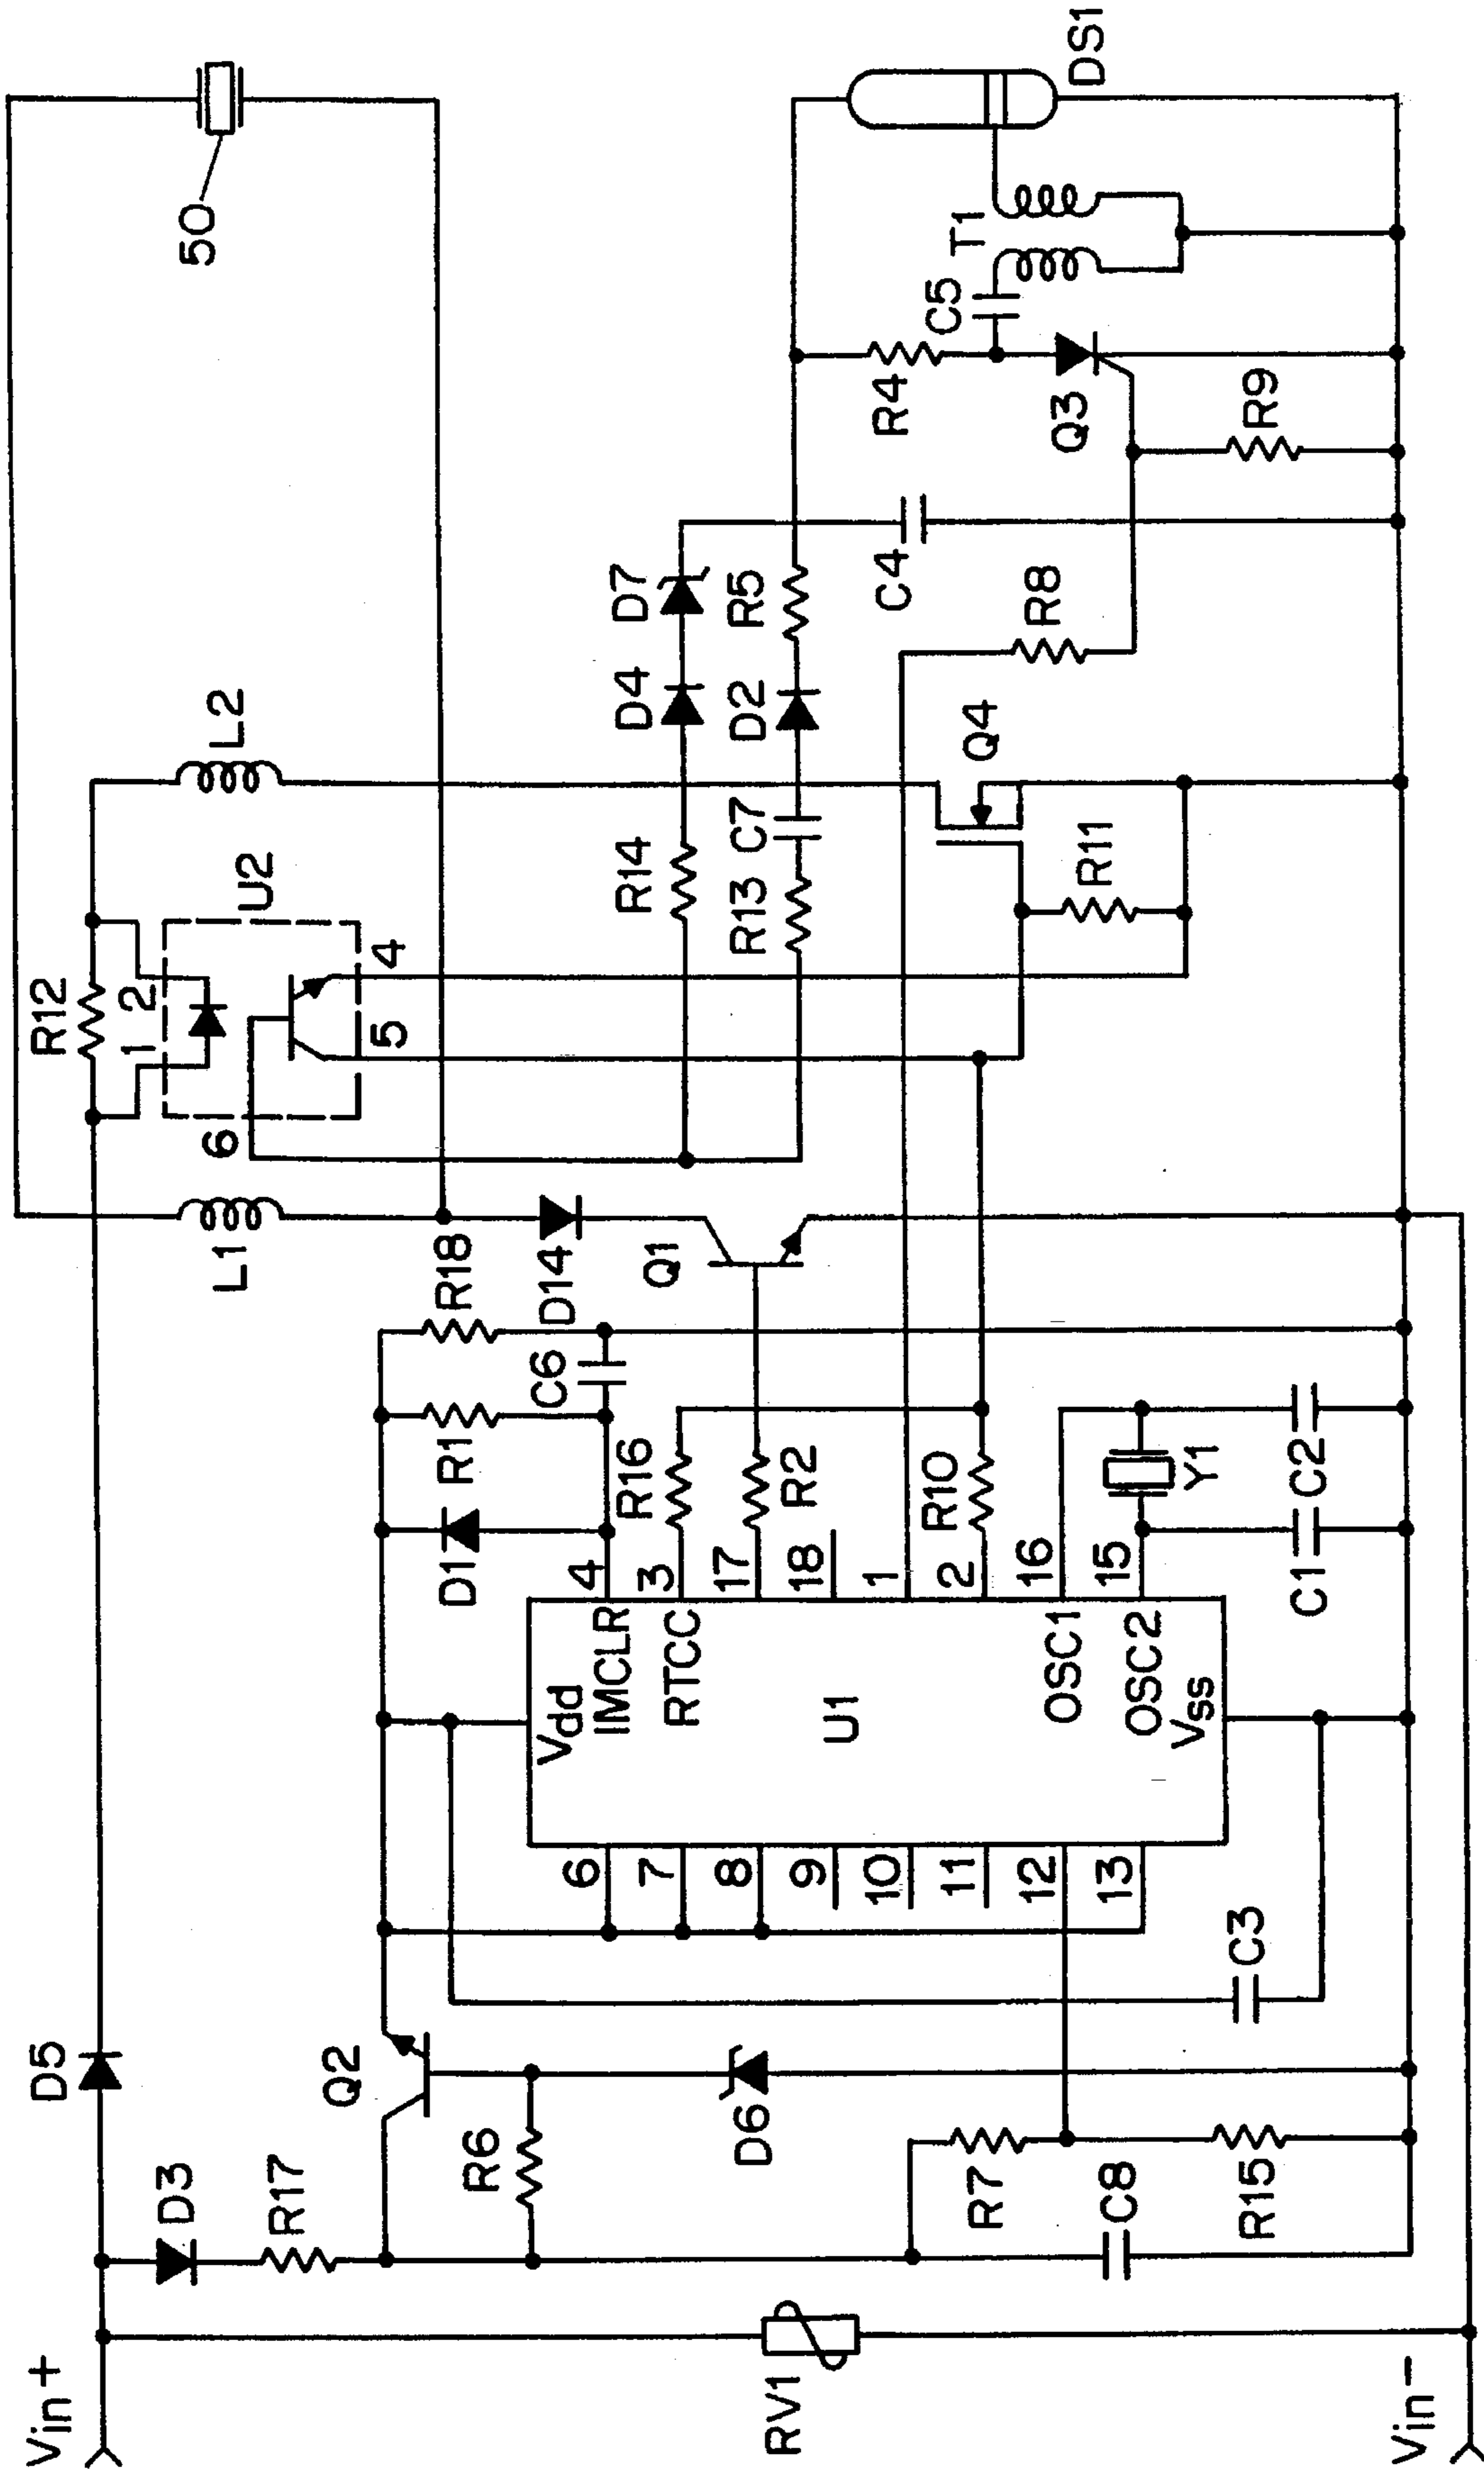 Vin+
RV1
Vin-
D3
R17
D5
Q2
R6
D6
R7
C8
R15
C3
6
7
8
9
10
11
12
13
Vdd
IMCLR
RTCC
U1
OSC1
OSC2
Vss
4
3
17
18
1
2
16
15
D1
R1
R18
C6
R16
R2
R10
Y1
C1
C2
L1
D14
Q1
R12
1
2
6
5
4
U2
L2
R14
R13
C7
D4
D2
D7
R5
Q4
R11
R8
C4
R4
Q3
R9
C5
T1
DS1
50